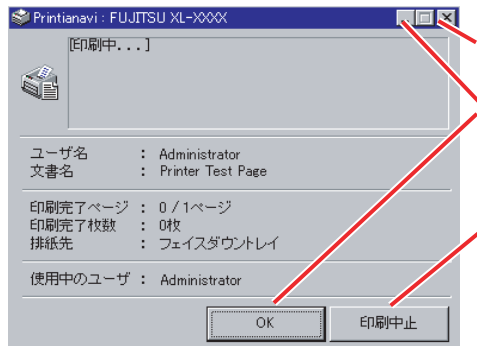 Printianavi : FUJITSU XL-XXXX
[印刷中...]
ユーザ名 : Administrator
文書名 : Printer Test Page
印刷完了ページ : 0 / 1ページ
印刷完了枚数 : 0枚
排紙先 : フェイスダウントレイ
使用中のユーザ : Administrator
OK 印刷中止